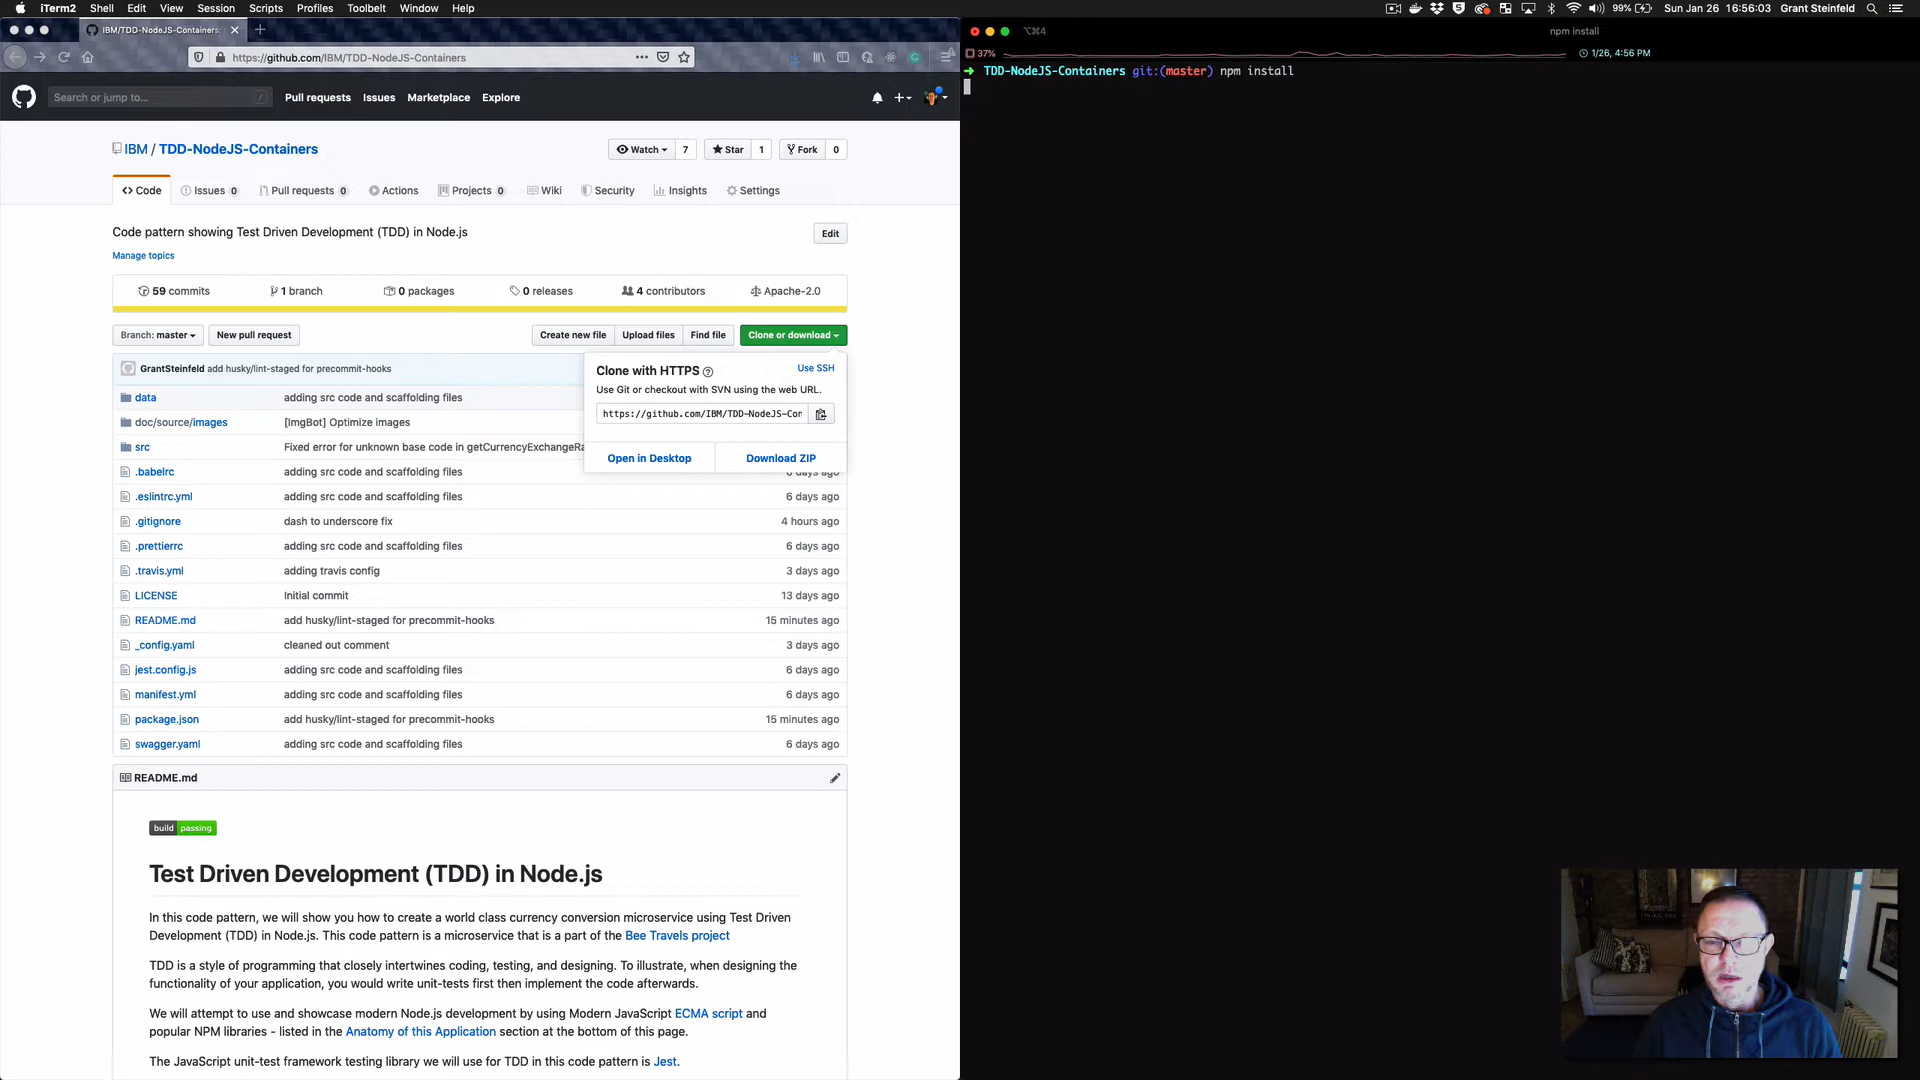 iTerm2 Shell Edit View Session Scripts Profiles Toolbelt Window Help 99% Sun Jan 26 16:56:03 Grant Steinfeld
IBM/TDD-NodeJS-Containers:
https://github.com/IBM/TDD-NodeJS-Containers
Search or jump to... / Pull requests Issues Marketplace Explore
IBM / TDD-NodeJS-Containers Watch 7 Star 1 Fork 0
Code Issues 0 Pull requests 0 Actions Projects 0 Wiki Security Insights Settings
Code pattern showing Test Driven Development (TDD) in Node.js Edit
Manage topics
59 commits 1 branch 0 packages 0 releases 4 contributors Apache-2.0
Branch: master New pull request Create new file Upload files Find file Clone or download
GrantSteinfeld add husky/lint-staged for precommit-hooks
Clone with HTTPS ? Use SSH
Use Git or checkout with SVN using the web URL.
https://github.com/IBM/TDD-NodeJS-Con
Open in Desktop Download ZIP
data adding src code and scaffolding files
doc/source/images [ImgBot] Optimize images
src Fixed error for unknown base code in getCurrencyExchangeRa
.babelrc adding src code and scaffolding files 6 days ago
.eslintrc.yml adding src code and scaffolding files 6 days ago
.gitignore dash to underscore fix 4 hours ago
.prettierrc adding src code and scaffolding files 6 days ago
.travis.yml adding travis config 3 days ago
LICENSE Initial commit 13 days ago
README.md add husky/lint-staged for precommit-hooks 15 minutes ago
_config.yaml cleaned out comment 3 days ago
jest.config.js adding src code and scaffolding files 6 days ago
manifest.yml adding src code and scaffolding files 6 days ago
package.json add husky/lint-staged for precommit-hooks 15 minutes ago
swagger.yaml adding src code and scaffolding files 6 days ago
README.md
build passing
Test Driven Development (TDD) in Node.js
In this code pattern, we will show you how to create a world class currency conversion microservice using Test Driven
Development (TDD) in Node.js. This code pattern is a microservice that is a part of the Bee Travels project
TDD is a style of programming that closely intertwines coding, testing, and designing. To illustrate, when designing the
functionality of your application, you would write unit-tests first then implement the code afterwards.
We will attempt to use and showcase modern Node.js development by using Modern JavaScript ECMA script and
popular NPM libraries - listed in the Anatomy of this Application section at the bottom of this page.
The JavaScript unit-test framework testing library we will use for TDD in this code pattern is Jest.
⌥⌘4 npm install
37% 1/26, 4:56 PM
➜ TDD-NodeJS-Containers git:(master) npm install